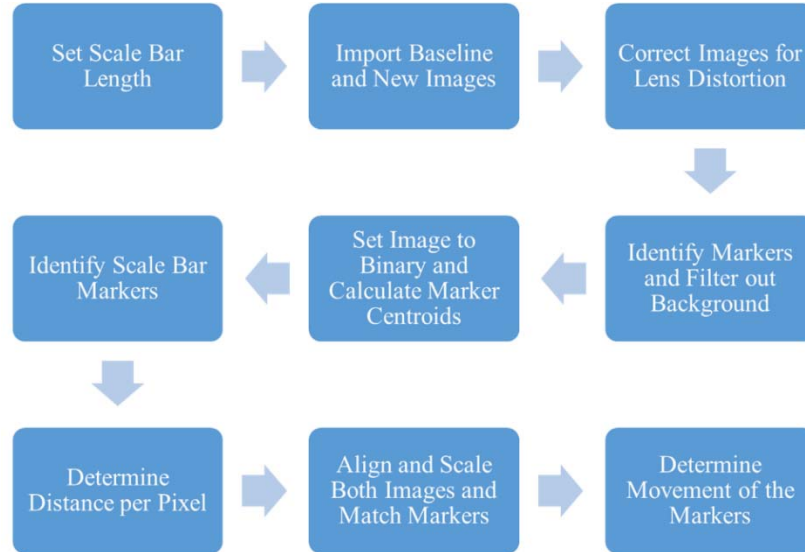 Set Scale Bar
Length
Import Baseline
and New Images
Correct Images for
Lens Distortion
Identify Markers
and Filter out
Background
Set Image to
Binary and
Calculate Marker
Centroids
Identify Scale Bar
Markers
Determine
Distance per Pixel
Align and Scale
Both Images and
Match Markers
Determine
Movement of the
Markers